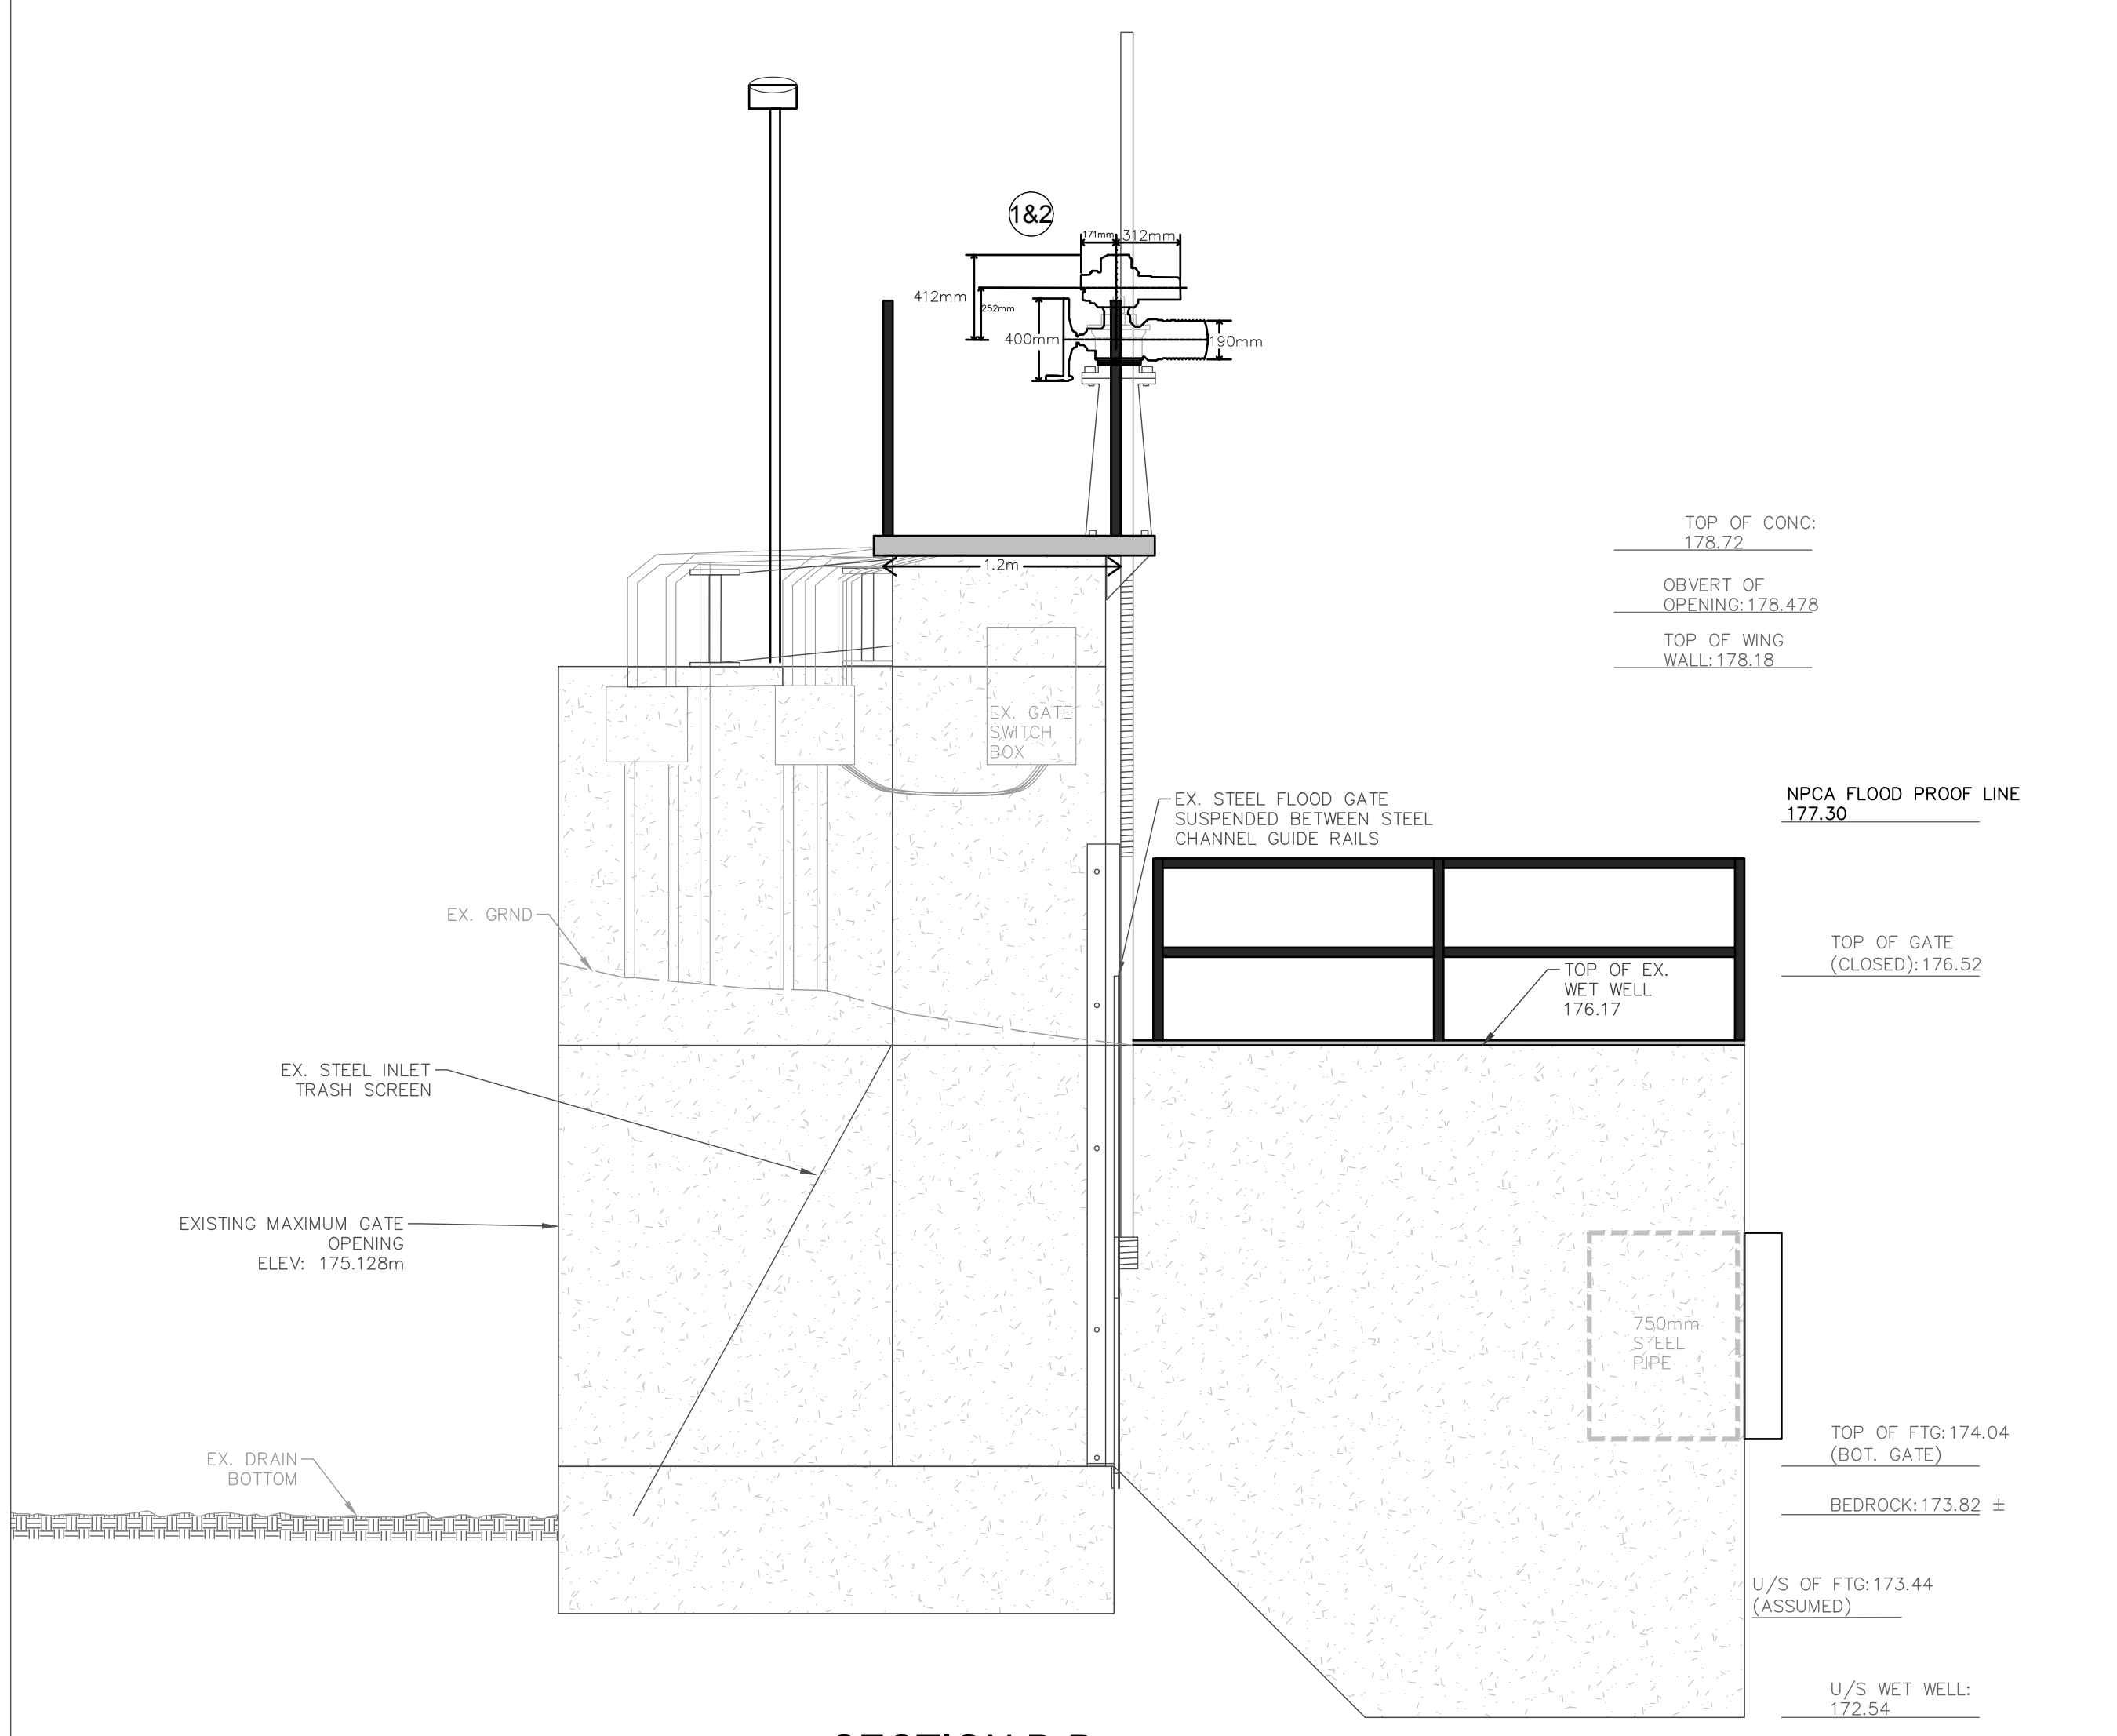 1&2
171mm
312mm
412mm
252mm
400mm
190mm
TOP OF CONC:
178.72
1.2m
OBVERT OF
OPENING:178.478
TOP OF WING
WALL:178.18
EX. GATE
SWITCH
BOX
NPCA FLOOD PROOF LINE
177.30
EX. STEEL FLOOD GATE
SUSPENDED BETWEEN STEEL
CHANNEL GUIDE RAILS
EX. GRND
TOP OF GATE
(CLOSED):176.52
TOP OF EX.
WET WELL
176.17
EX. STEEL INLET
TRASH SCREEN
EXISTING MAXIMUM GATE
OPENING
ELEV: 175.128m
750mm
STEEL
PIPE
TOP OF FTG:174.04
(BOT. GATE)
EX. DRAIN
BOTTOM
BEDROCK:173.82 ±
U/S OF FTG:173.44
(ASSUMED)
U/S WET WELL:
172.54